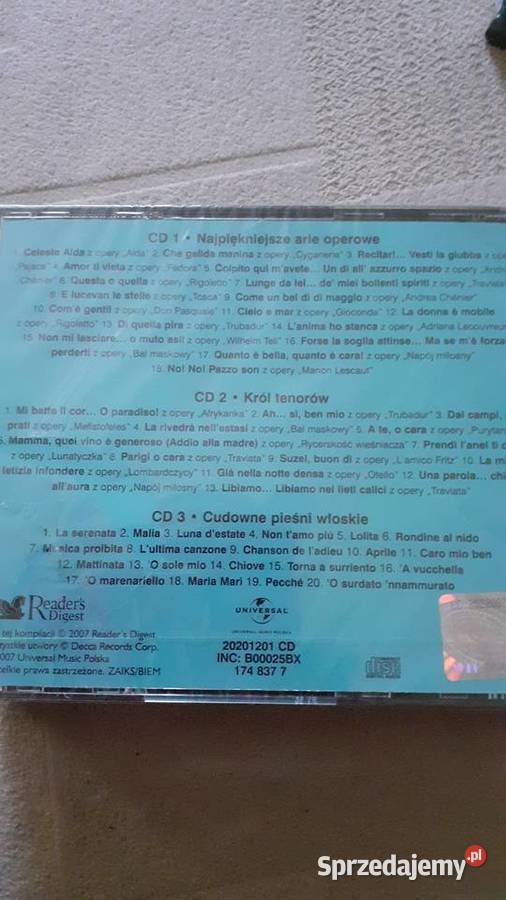 CD 1 • Najpiękniejsze arie operowe
1. Celeste Aida z opery „Aida" 2. Che gelida manina z opery „Cyganeria" 3. Recitar!... Vesti la giubba z opery
„Pajace" 4. Amor ti vieta z opery „Fedora" 5. Colpito qui m'avete... Un dì all' azzurro spazio z opery „Andrea
Chénier" 6. Questa o quella z opery „Rigoletto" 7. Lunge da lei... de' miei bollenti spiriti z opery „Traviata"
8. E lucevan le stelle z opery „Tosca" 9. Come un bel dì di maggio z opery „Andrea Chénier"
10. Com'è gentil z opery „Don Pasquale" 11. Cielo e mar z opery „Gioconda" 12. La donna è mobile
z opery „Rigoletto" 13. Di quella pira z opery „Trubadur" 14. L'anima ho stanca z opery „Adriana Lecouvreur"
15. Non mi lasciare... o muto asil z opery „Wilhelm Tell" 16. Forse la soglia attinse... Ma se m'è forza
perderti z opery „Bal maskowy" 17. Quanto è bella, quanto è cara! z opery „Napój miłosny"
18. No! No! Pazzo son z opery „Manon Lescaut"
CD 2 • Król tenorów
1. Mi batte il cor... O paradiso! z opery „Afrykanka" 2. Ah... sì, ben mio z opery „Trubadur" 3. Dai campi,
prati z opery „Mefistofeles" 4. La rivedrà nell'estasi z opery „Bal maskowy" 5. A te, o cara z opery „Purytanie
6. Mamma, quel vino è generoso (Addio alla madre) z opery „Rycerskość wieśniacza" 7. Prendi l'anel ti
z opery „Lunatyczka" 8. Parigi o cara z opery „Traviata" 9. Suzel, buon dì z opery „L'amico Fritz" 10. La mia
letizia infondere z opery „Lombardczycy" 11. Già nella notte densa z opery „Otello" 12. Una parola...
all'aura z opery „Napój miłosny" 13. Libiamo... Libiamo nei lieti calici z opery „Traviata"
CD 3 • Cudowne pieśni włoskie
1. La serenata 2. Malìa 3. Luna d'estate 4. Non t'amo più 5. Lolita 6. Rondine al nido
7. Musica proibita 8. L'ultima canzone 9. Chanson de l'adieu 10. Aprile 11. Caro mio ben
12. Mattinata 13. 'O sole mio 14. Chiove 15. Torna a surriento 16. 'A vucchella
17. 'O marenariello 18. Maria Mari 19. Pecché 20. 'O surdato 'nnammurato
Reader's
Digest
UNIVERSAL
UNIVERSAL MUSIC POLSKA
tej kompilacji © 2007 Reader's Digest
utwory © Decca Records Corp.
2007 Universal Music Polska
wszelkie prawa zastrzeżone. ZAIKS/BIEM
20201201 CD
INC: B00025BX
174 837 7
disc
Sprzedajemy.pl